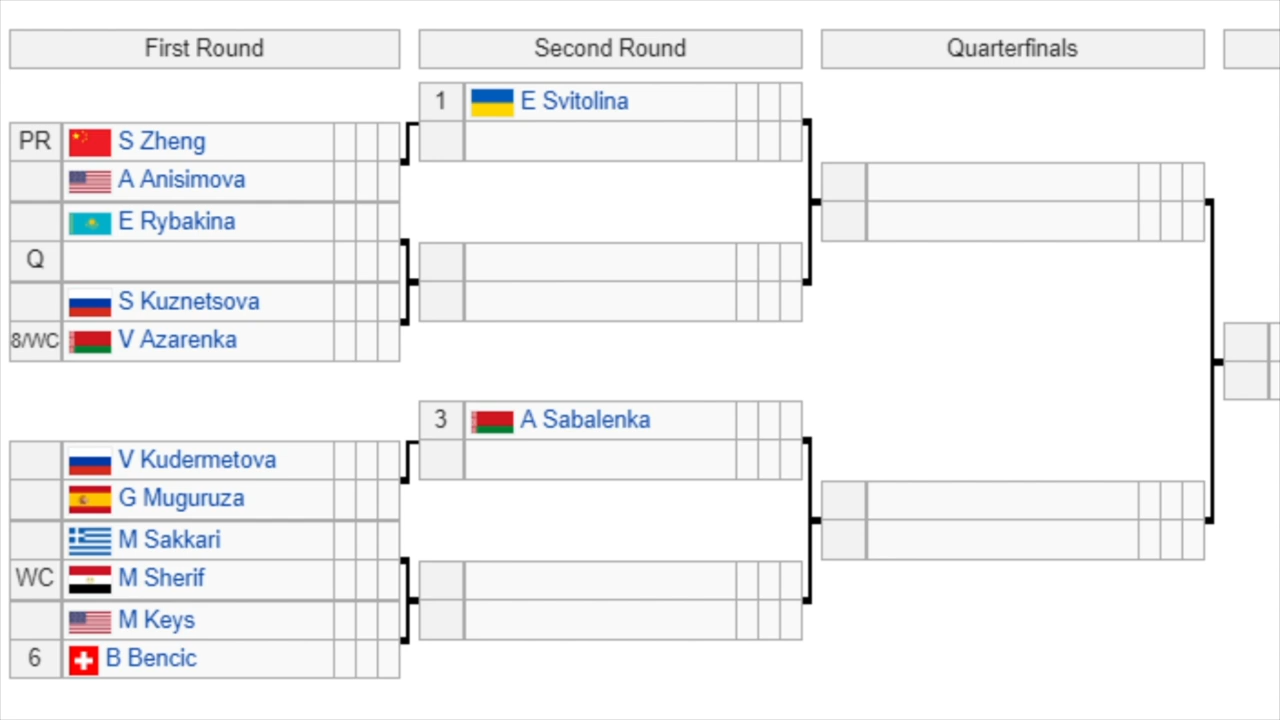 First Round
Second Round
Quarterfinals
1 E Svitolina
PR S Zheng
A Anisimova
E Rybakina
Q
S Kuznetsova
8/WC V Azarenka
3 A Sabalenka
V Kudermetova
G Muguruza
M Sakkari
WC M Sherif
M Keys
6 B Bencic